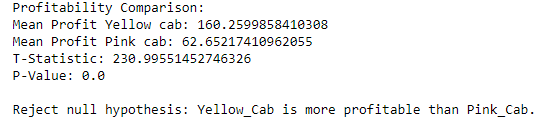 Profitability Comparison:
Mean Profit Yellow cab: 160.2599858410308
Mean Profit Pink cab: 62.65217410962055
T-Statistic: 230.99551452746326
P-Value: 0.0
Reject null hypothesis: Yellow_Cab is more profitable than Pink_Cab.